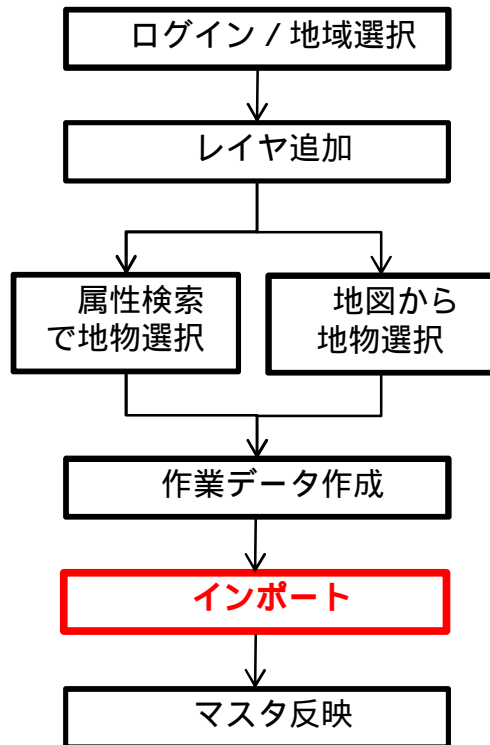 ログイン / 地域選択
レイヤ追加
属性検索
で地物選択
地図から
地物選択
作業データ作成
インポート
マスタ反映